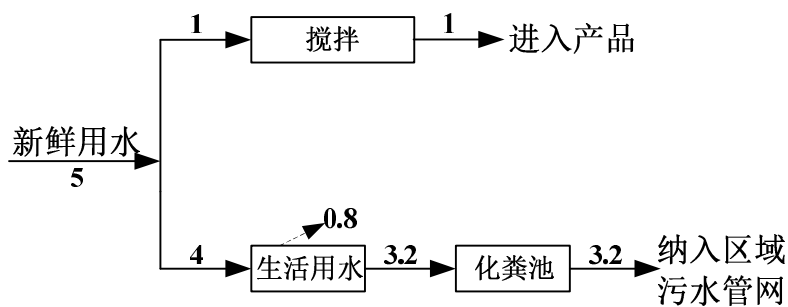 1
搅拌
1
进入产品
新鲜用水
5
0.8
4
生活用水
3.2
化粪池
3.2
纳入区域
污水管网